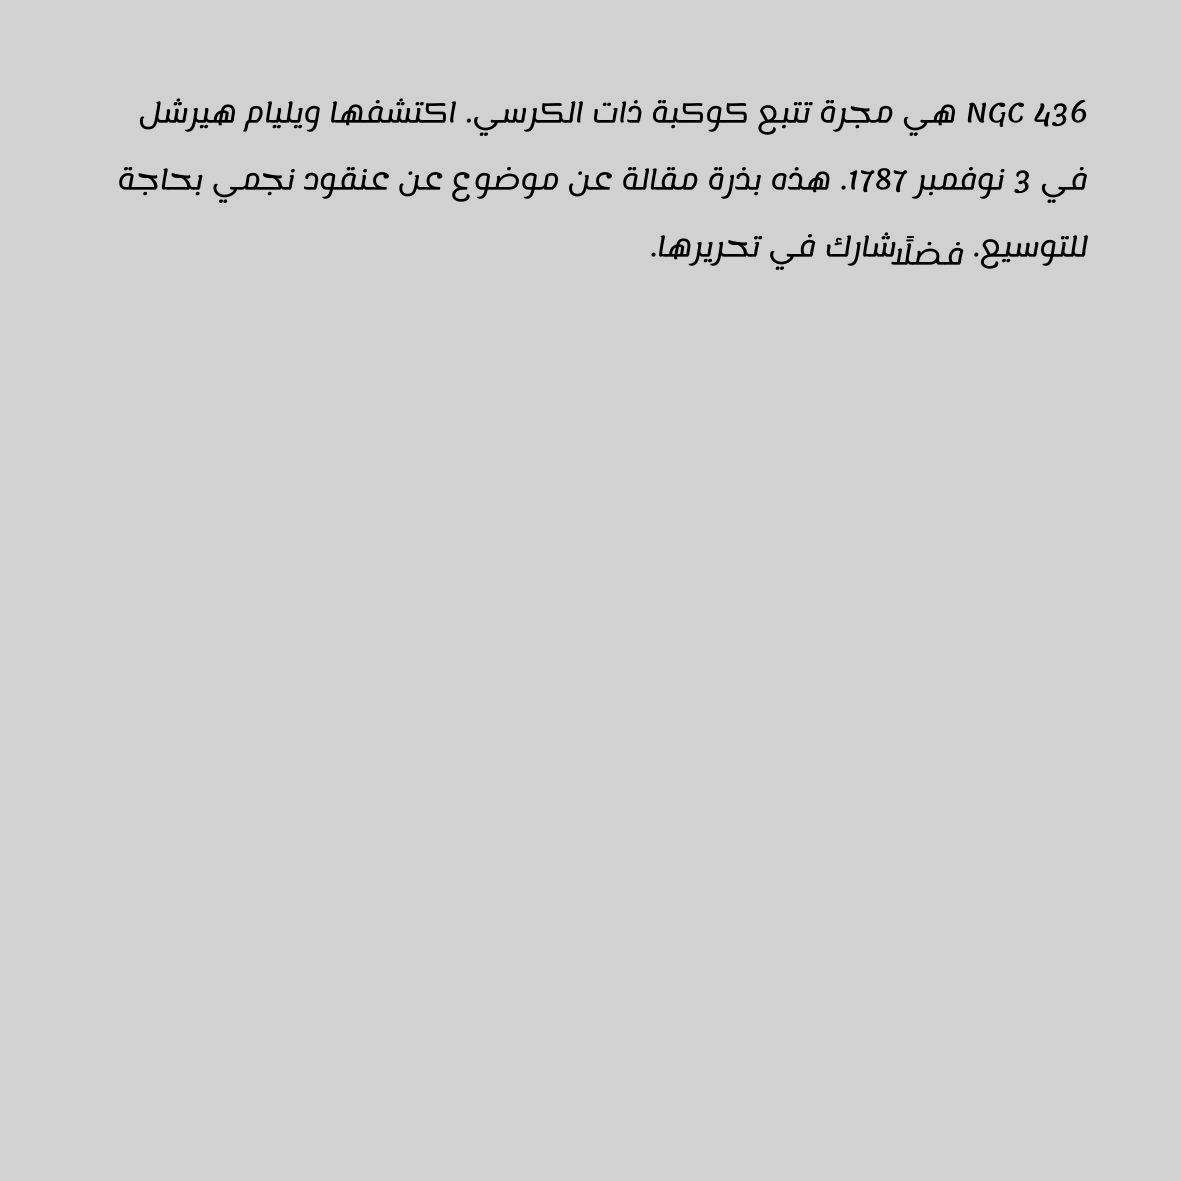 NGC 436 هي مجرة تتبع كوكبة ذات الكرسي. اكتشفها ويليام هيرشل
في 3 نوفمبر 1787. هذه بذرة مقالة عن موضوع عن عنقود نجمي بحاجة
للتوسيع. فضلًا شارك في تحريرها.